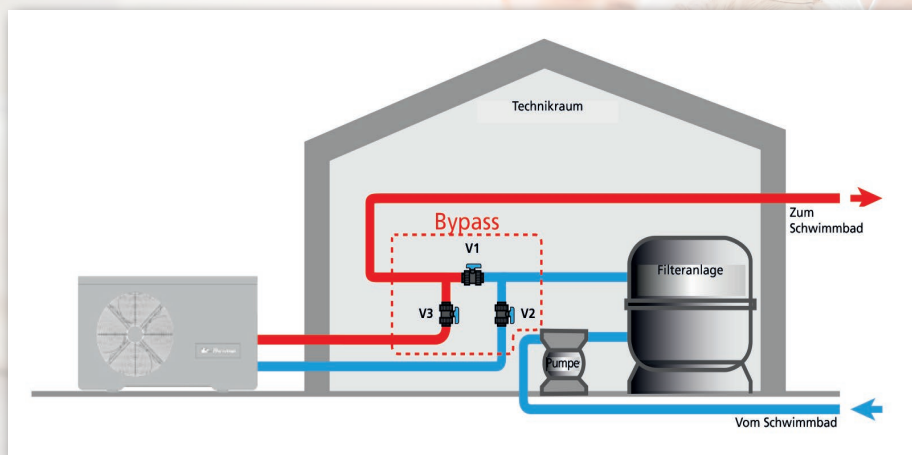 Technikraum
Zum
Schwimmbad
Bypass
V1
Filteranlage
V3
V2
Pumpe
Vom Schwimmbad